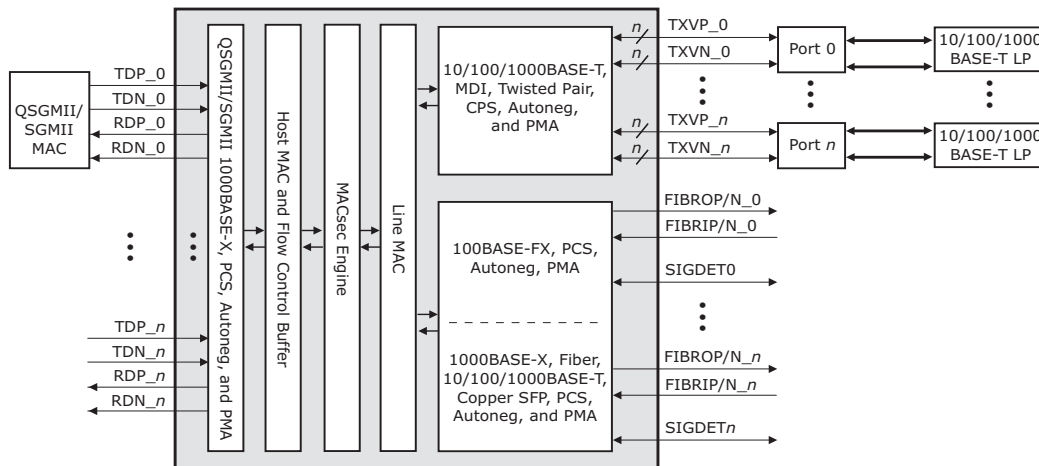 QSGMII/
SGMII
MAC
TDP_0
TDN_0
RDP_0
RDN_0
TDP_n
TDN_n
RDP_n
RDN_n
QSGMII/SGMII 1000BASE-X, PCS, Autoneg, and PMA
Host MAC and Flow Control Buffer
MACsec Engine
Line MAC
10/100/1000BASE-T,
MDI, Twisted Pair,
CPS, Autoneg,
and PMA
100BASE-FX, PCS,
Autoneg, PMA
1000BASE-X, Fiber,
10/100/1000BASE-T,
Copper SFP, PCS,
Autoneg, and PMA
n
TXVP_0
n
TXVN_0
n
TXVP_n
n
TXVN_n
FIBROP/N_0
FIBRIP/N_0
SIGDET0
FIBROP/N_n
FIBRIP/N_n
SIGDETn
Port 0
Port n
10/100/1000
BASE-T LP
10/100/1000
BASE-T LP